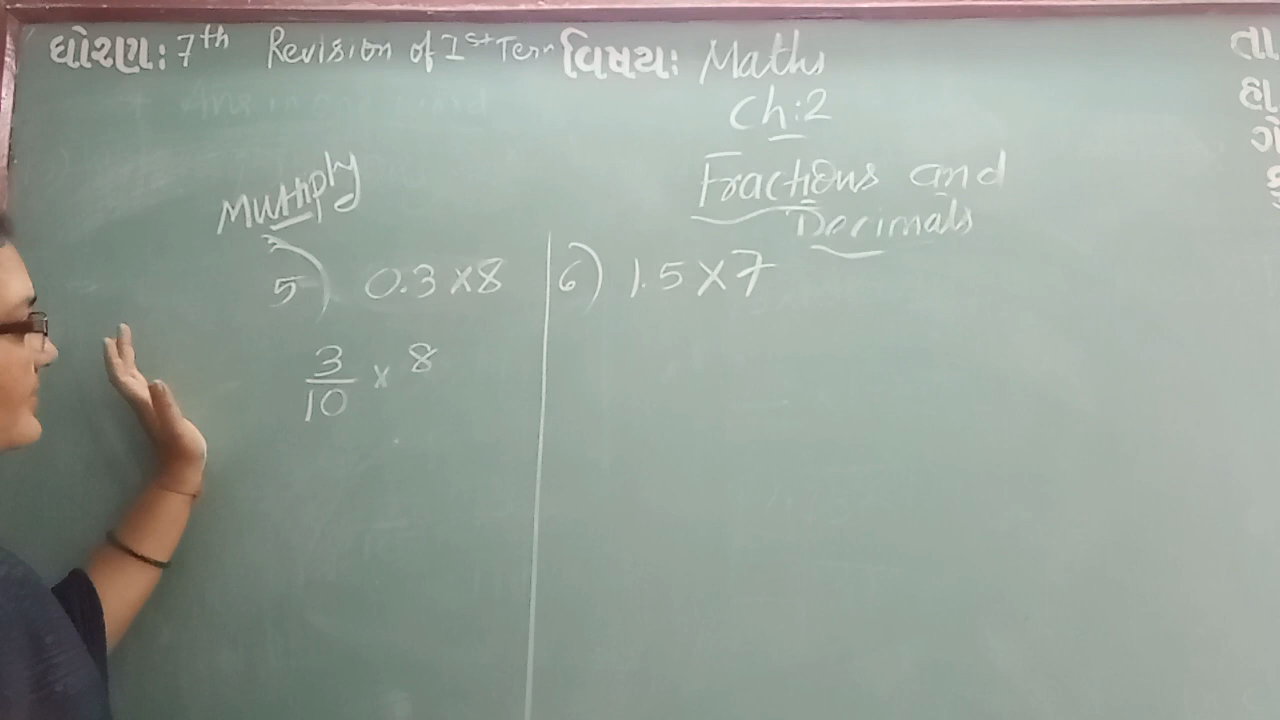 ધોરણ: 7th Revision of 1st Term વિષય: Maths
Ch:2
Fractions and
Decimals
Multiply
5) 0.3 × 8
3/10 × 8
6) 1.5 × 7
તા
હા
ગે